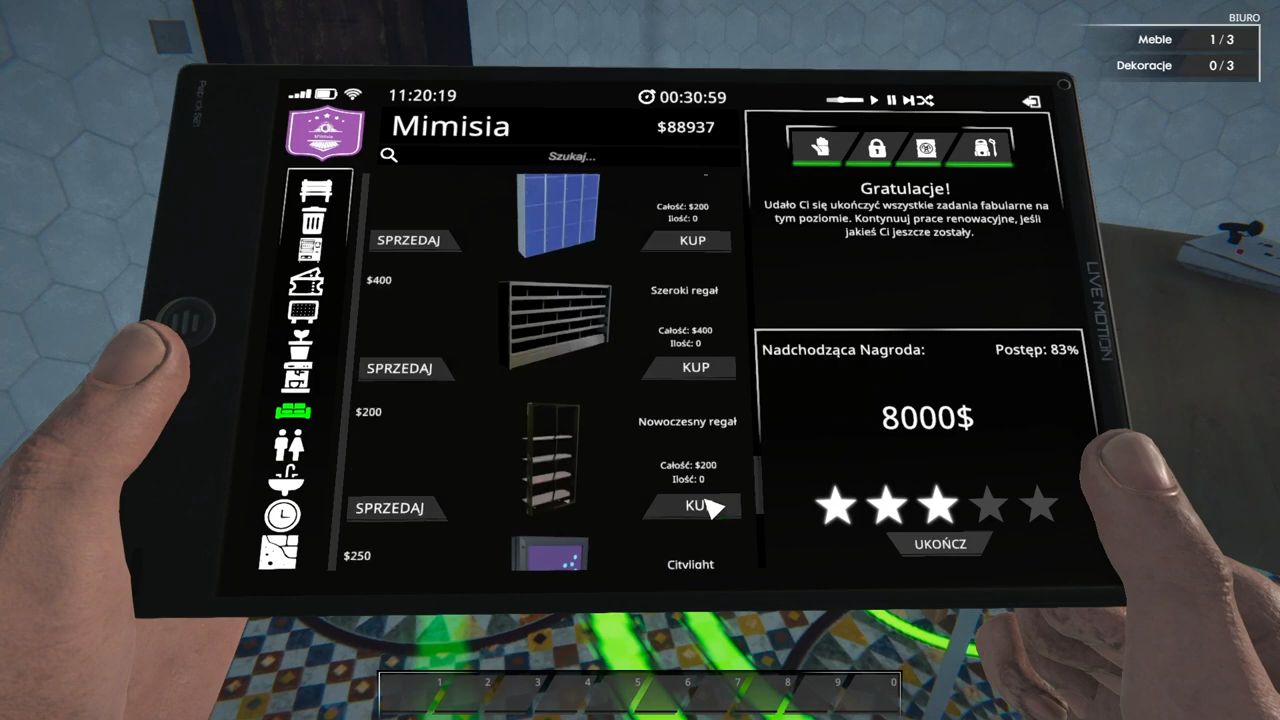 BIURO
Meble 1 / 3
Dekoracje 0 / 3
11:20:19
00:30:59
Mimisia
$88937
Szukaj...
Mimisia
Całość: $200
Ilość: 0
SPRZEDAJ
KUP
$400
Szeroki regał
Całość: $400
Ilość: 0
SPRZEDAJ
KUP
$200
Nowoczesny regał
Całość: $200
Ilość: 0
SPRZEDAJ
KU
$250
Citylight
Gratulacje!
Udało Ci się ukończyć wszystkie zadania fabularne na
tym poziomie. Kontynuuj prace renowacyjne, jeśli
jakieś Ci jeszcze zostały.
Nadchodząca Nagroda:
Postęp: 83%
8000$
UKOŃCZ
LIVE MOTION
1 2 3 4 5 6 7 8 9 0